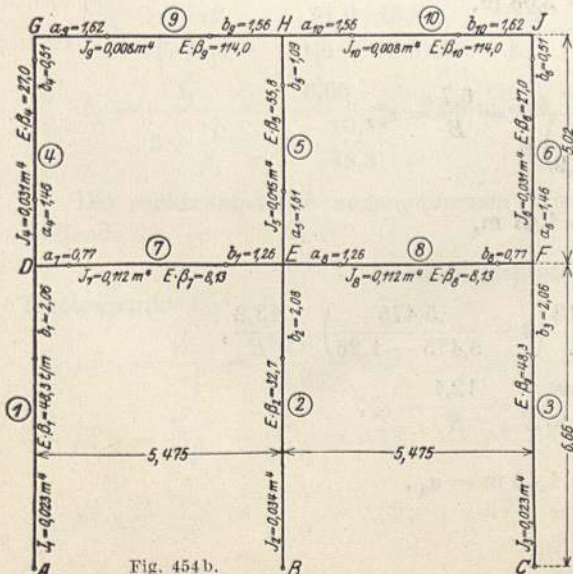 ⑨ ⑩
G a₉=1,62 b₉=1,56 H a₁₀=1,56 b₁₀=1,62 J
J₉=0,008m⁴ E·β₉=114,0 J₁₀=0,008m⁴ E·β₁₀=114,0
b₄=0,51
E·β₄=27,0
④
J₄=0,031m⁴
a₄=1,46
b₅=1,09
E·β₅=55,8
⑤
J₅=0,015m⁴
a₅=1,01
b₆=0,51
E·β₆=27,0
⑥
J₆=0,031m⁴
a₆=1,46
5,02
a₇=0,77 ⑦ b₇=1,26 a₈=1,26 ⑧ b₈=0,77
D E F
J₇=0,112m⁴ E·β₇=8,13 J₈=0,112m⁴ E·β₈=8,13
b₁=2,06
E·β₁=48,3t/m
①
J₁=0,023m⁴
b₂=2,08
E·β₂=32,7
②
J₂=0,034m⁴
b₃=2,06
E·β₃=48,3
③
J₃=0,023m⁴
6,66
5,475 5,475
A Fig. 454b. B C